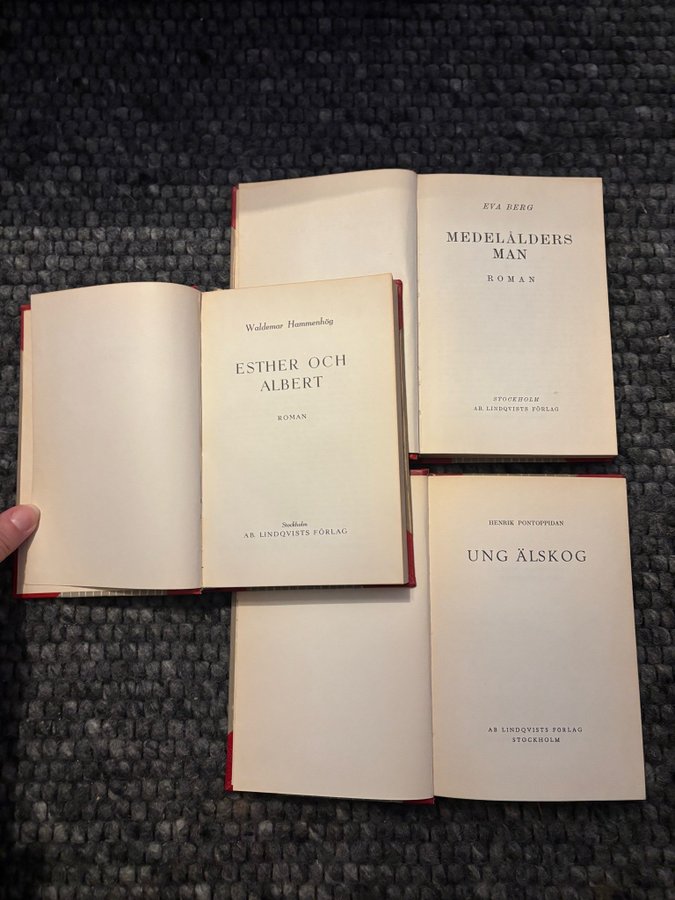 EVA BERG
MEDELÅLDERS
MAN
ROMAN
STOCKHOLM
AB. LINDQVISTS FÖRLAG
Waldemar Hammenhög
ESTHER OCH
ALBERT
ROMAN
Stockholm
AB. LINDQVISTS FÖRLAG
HENRIK PONTOPPIDAN
UNG ÄLSKOG
AB LINDQVISTS FÖRLAG
STOCKHOLM